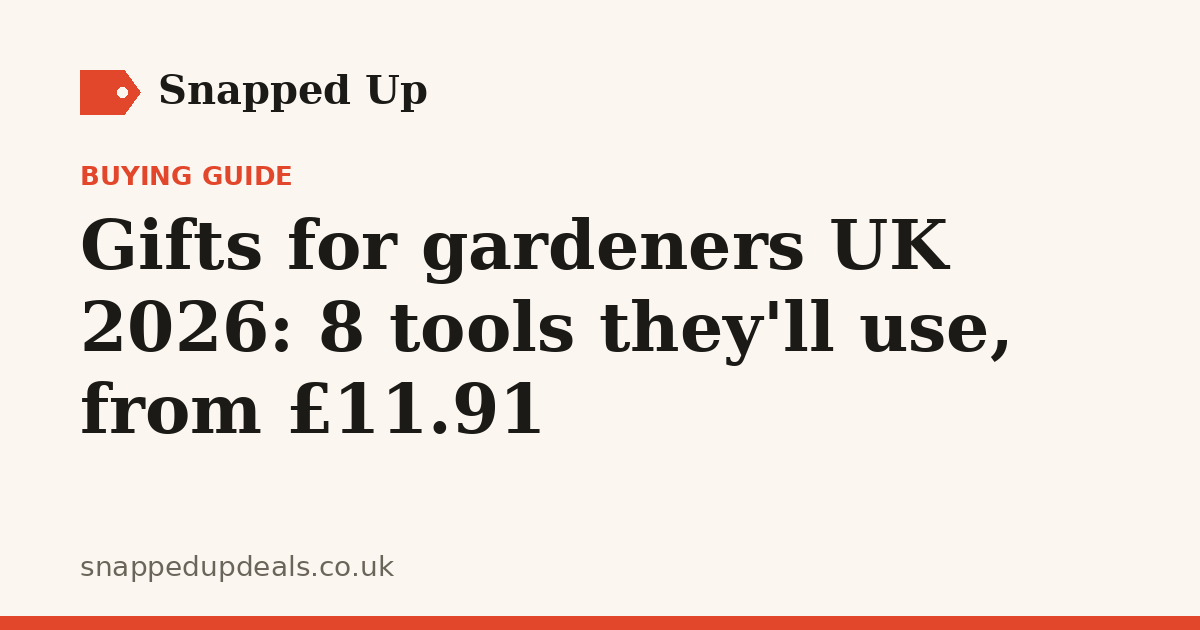 Snapped Up
BUYING GUIDE
Gifts for gardeners UK
2026: 8 tools they'll use,
from £11.91
snappedupdeals.co.uk